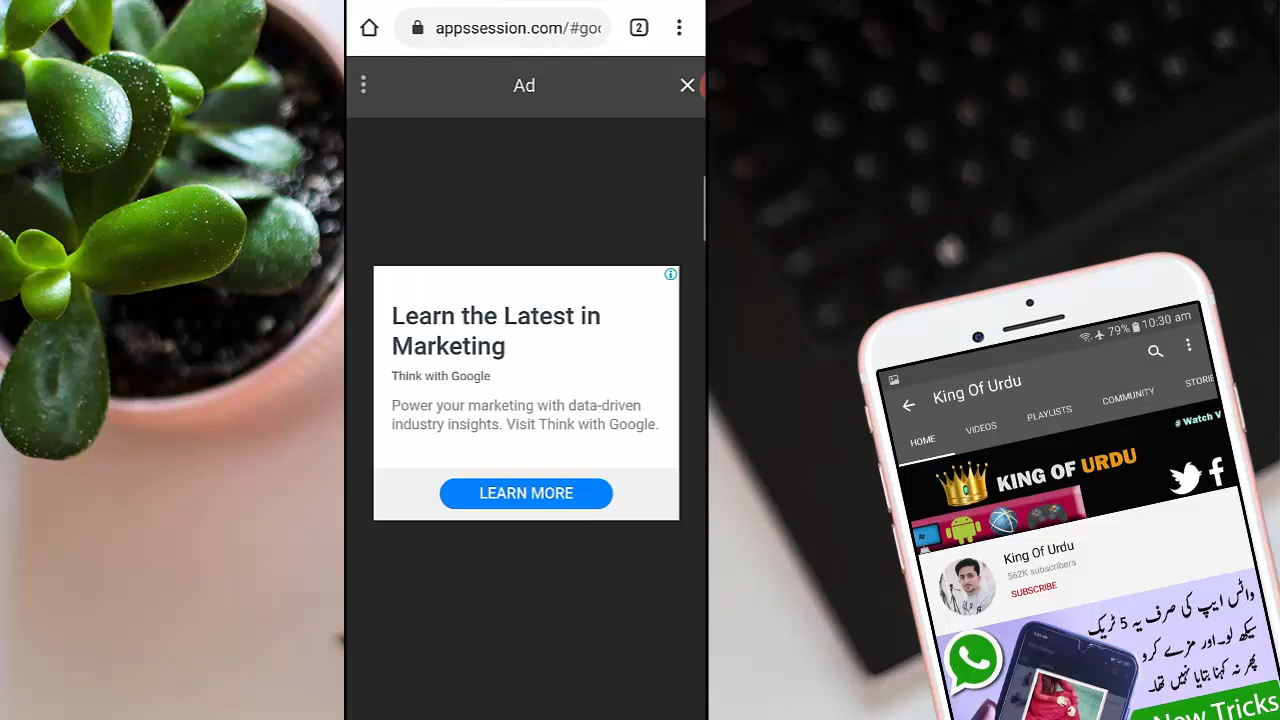 appssession.com/#goo
2
Ad
Learn the Latest in
Marketing
Think with Google
Power your marketing with data-driven
industry insights. Visit Think with Google.
LEARN MORE
79% 10:30 am
King Of Urdu
HOME VIDEOS PLAYLISTS COMMUNITY STORIE
# Watch V
KING OF URDU
King Of Urdu
562K subscribers
SUBSCRIBE
واٹس ایپ کی صرف یہ 5 ٹریک
سیکھ لو۔اور مزے کرو
پھر نہ کہنا بتایا نہیں تھا۔
New Tricks